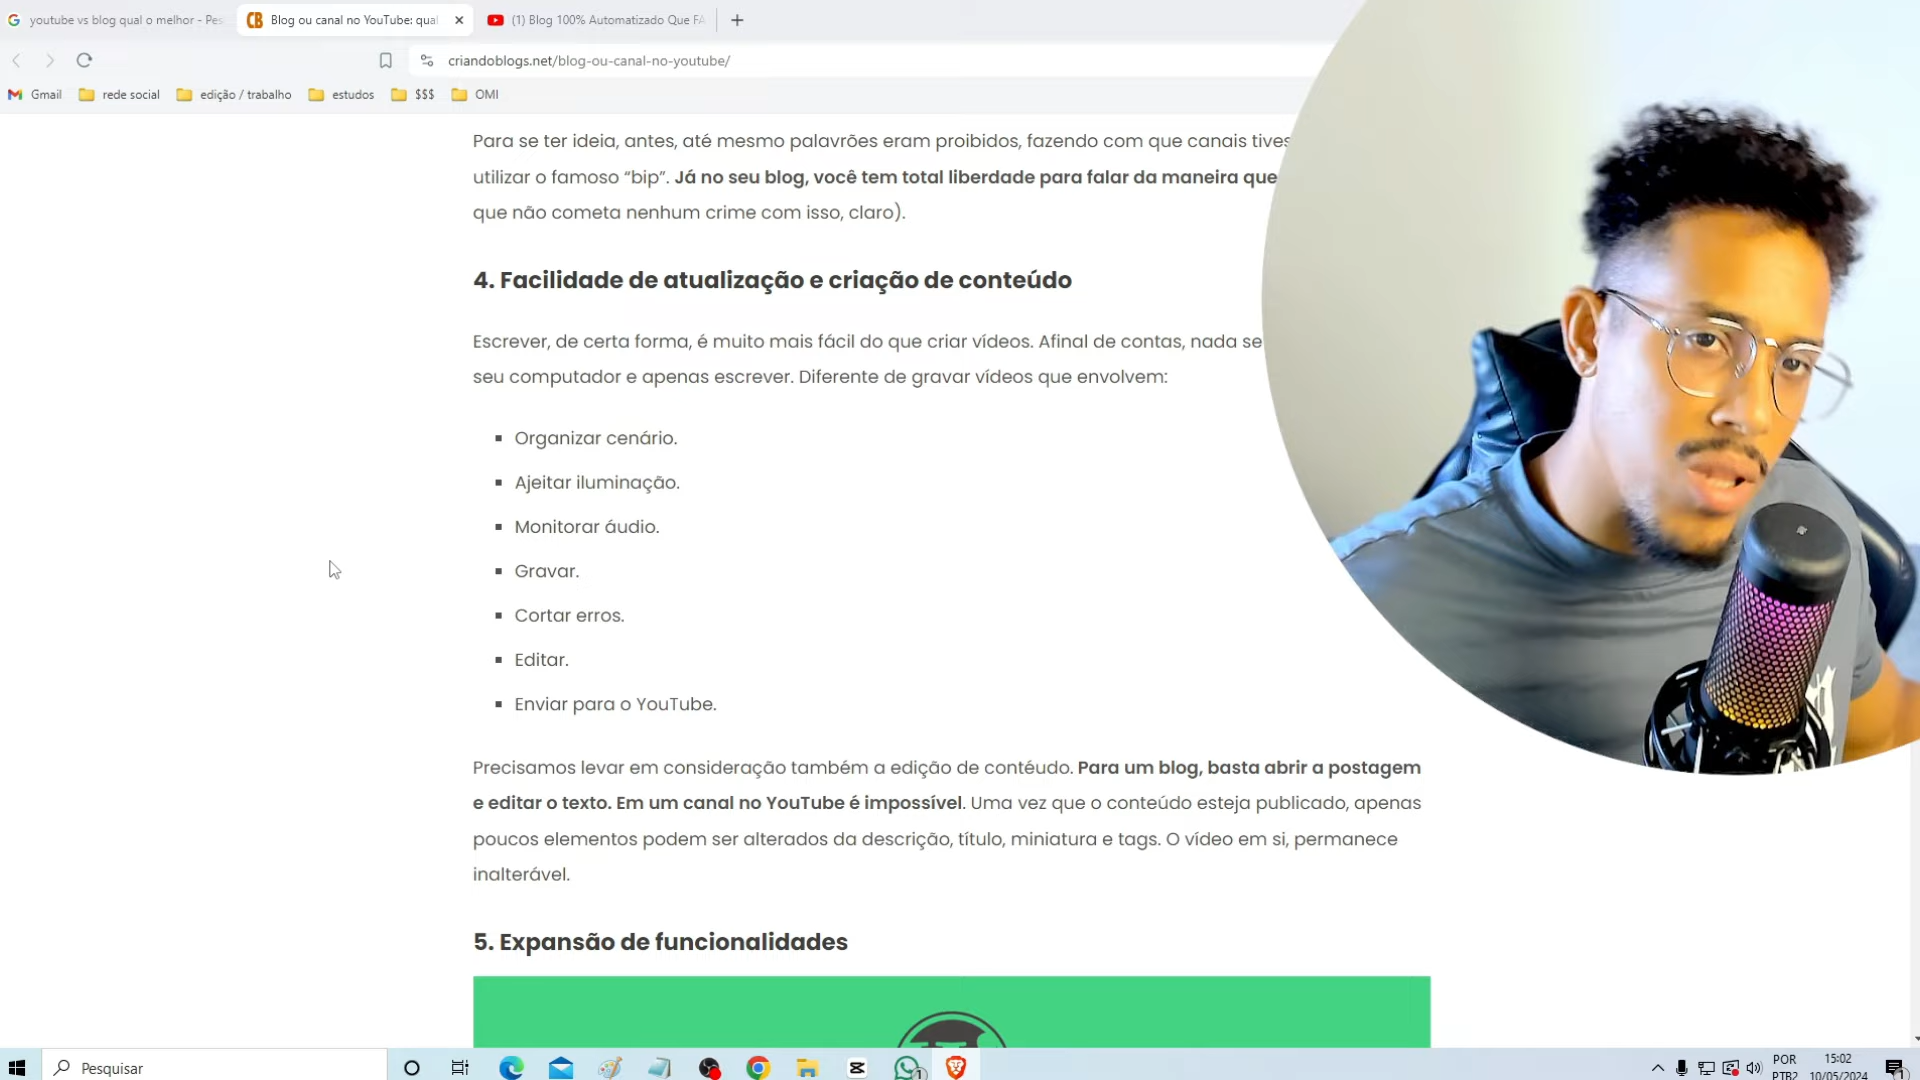 youtube vs blog qual o melhor - Pes
Blog ou canal no YouTube: qual
(1) Blog 100% Automatizado Que FA
criandoblogs.net/blog-ou-canal-no-youtube/
Gmail
rede social
edição / trabalho
estudos
$$$
OMI
Para se ter ideia, antes, até mesmo palavrões eram proibidos, fazendo com que canais tives
utilizar o famoso “bip”. Já no seu blog, você tem total liberdade para falar da maneira que
que não cometa nenhum crime com isso, claro).
4. Facilidade de atualização e criação de conteúdo
Escrever, de certa forma, é muito mais fácil do que criar vídeos. Afinal de contas, nada se
seu computador e apenas escrever. Diferente de gravar vídeos que envolvem:
Organizar cenário.
Ajeitar iluminação.
Monitorar áudio.
Gravar.
Cortar erros.
Editar.
Enviar para o YouTube.
Precisamos levar em consideração também a edição de contéudo. Para um blog, basta abrir a postagem
e editar o texto. Em um canal no YouTube é impossível. Uma vez que o conteúdo esteja publicado, apenas
poucos elementos podem ser alterados da descrição, título, miniatura e tags. O vídeo em si, permanece
inalterável.
5. Expansão de funcionalidades
Pesquisar
1
POR
PTB2
15:02
10/05/2024
1